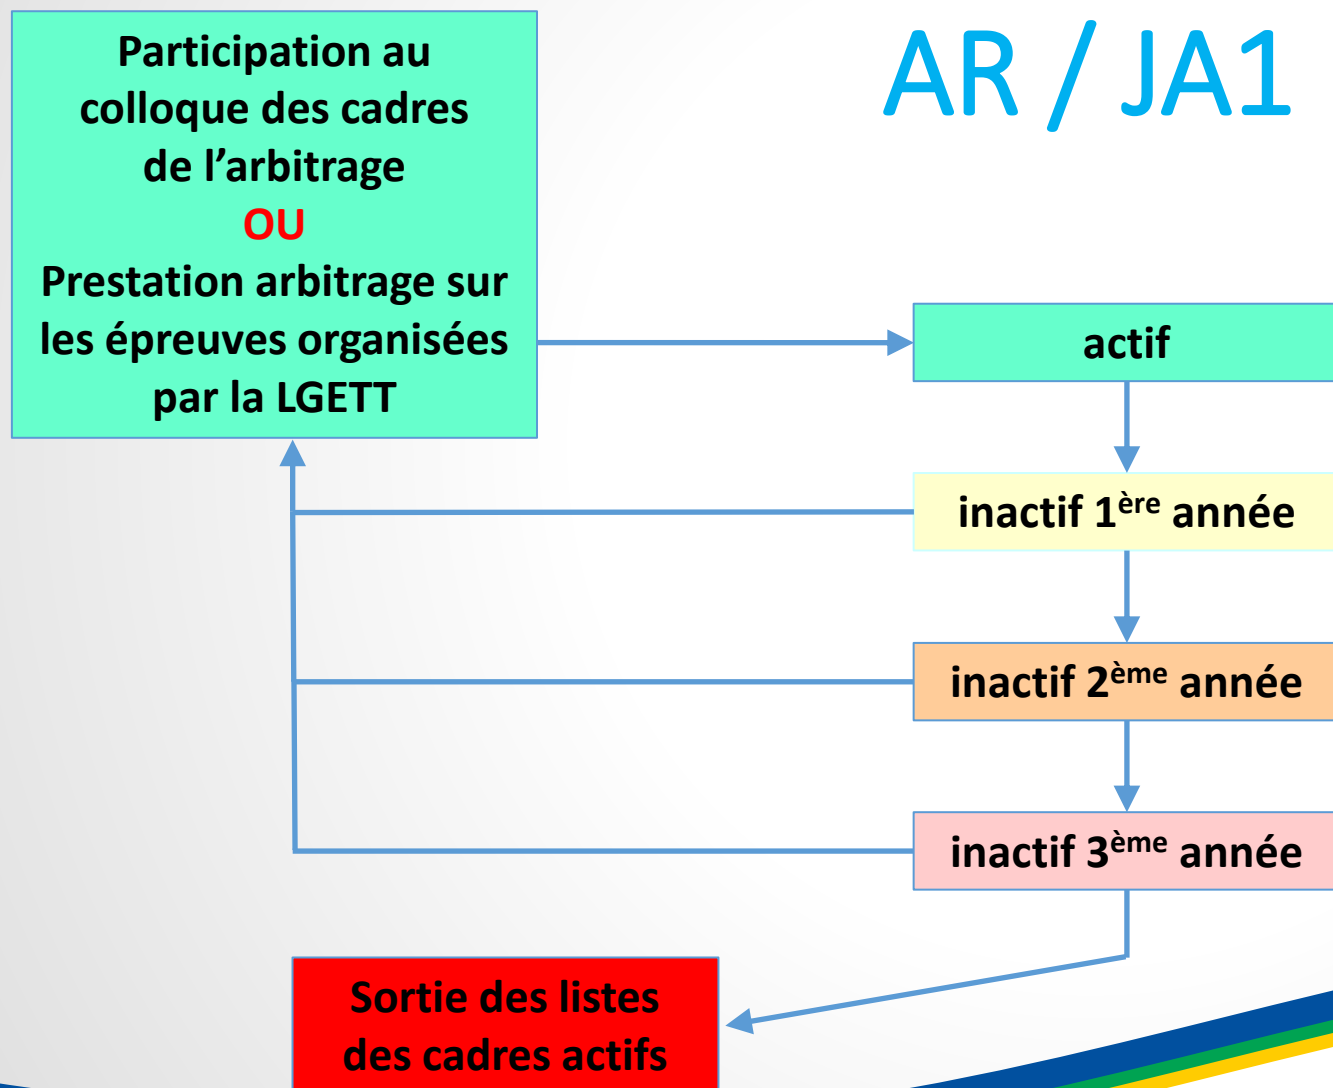 AR / JA1
Participation au
colloque des cadres
de l’arbitrage
OU
Prestation arbitrage sur
les épreuves organisées
par la LGETT
actif
inactif 1ère année
inactif 2ème année
inactif 3ème année
Sortie des listes
des cadres actifs